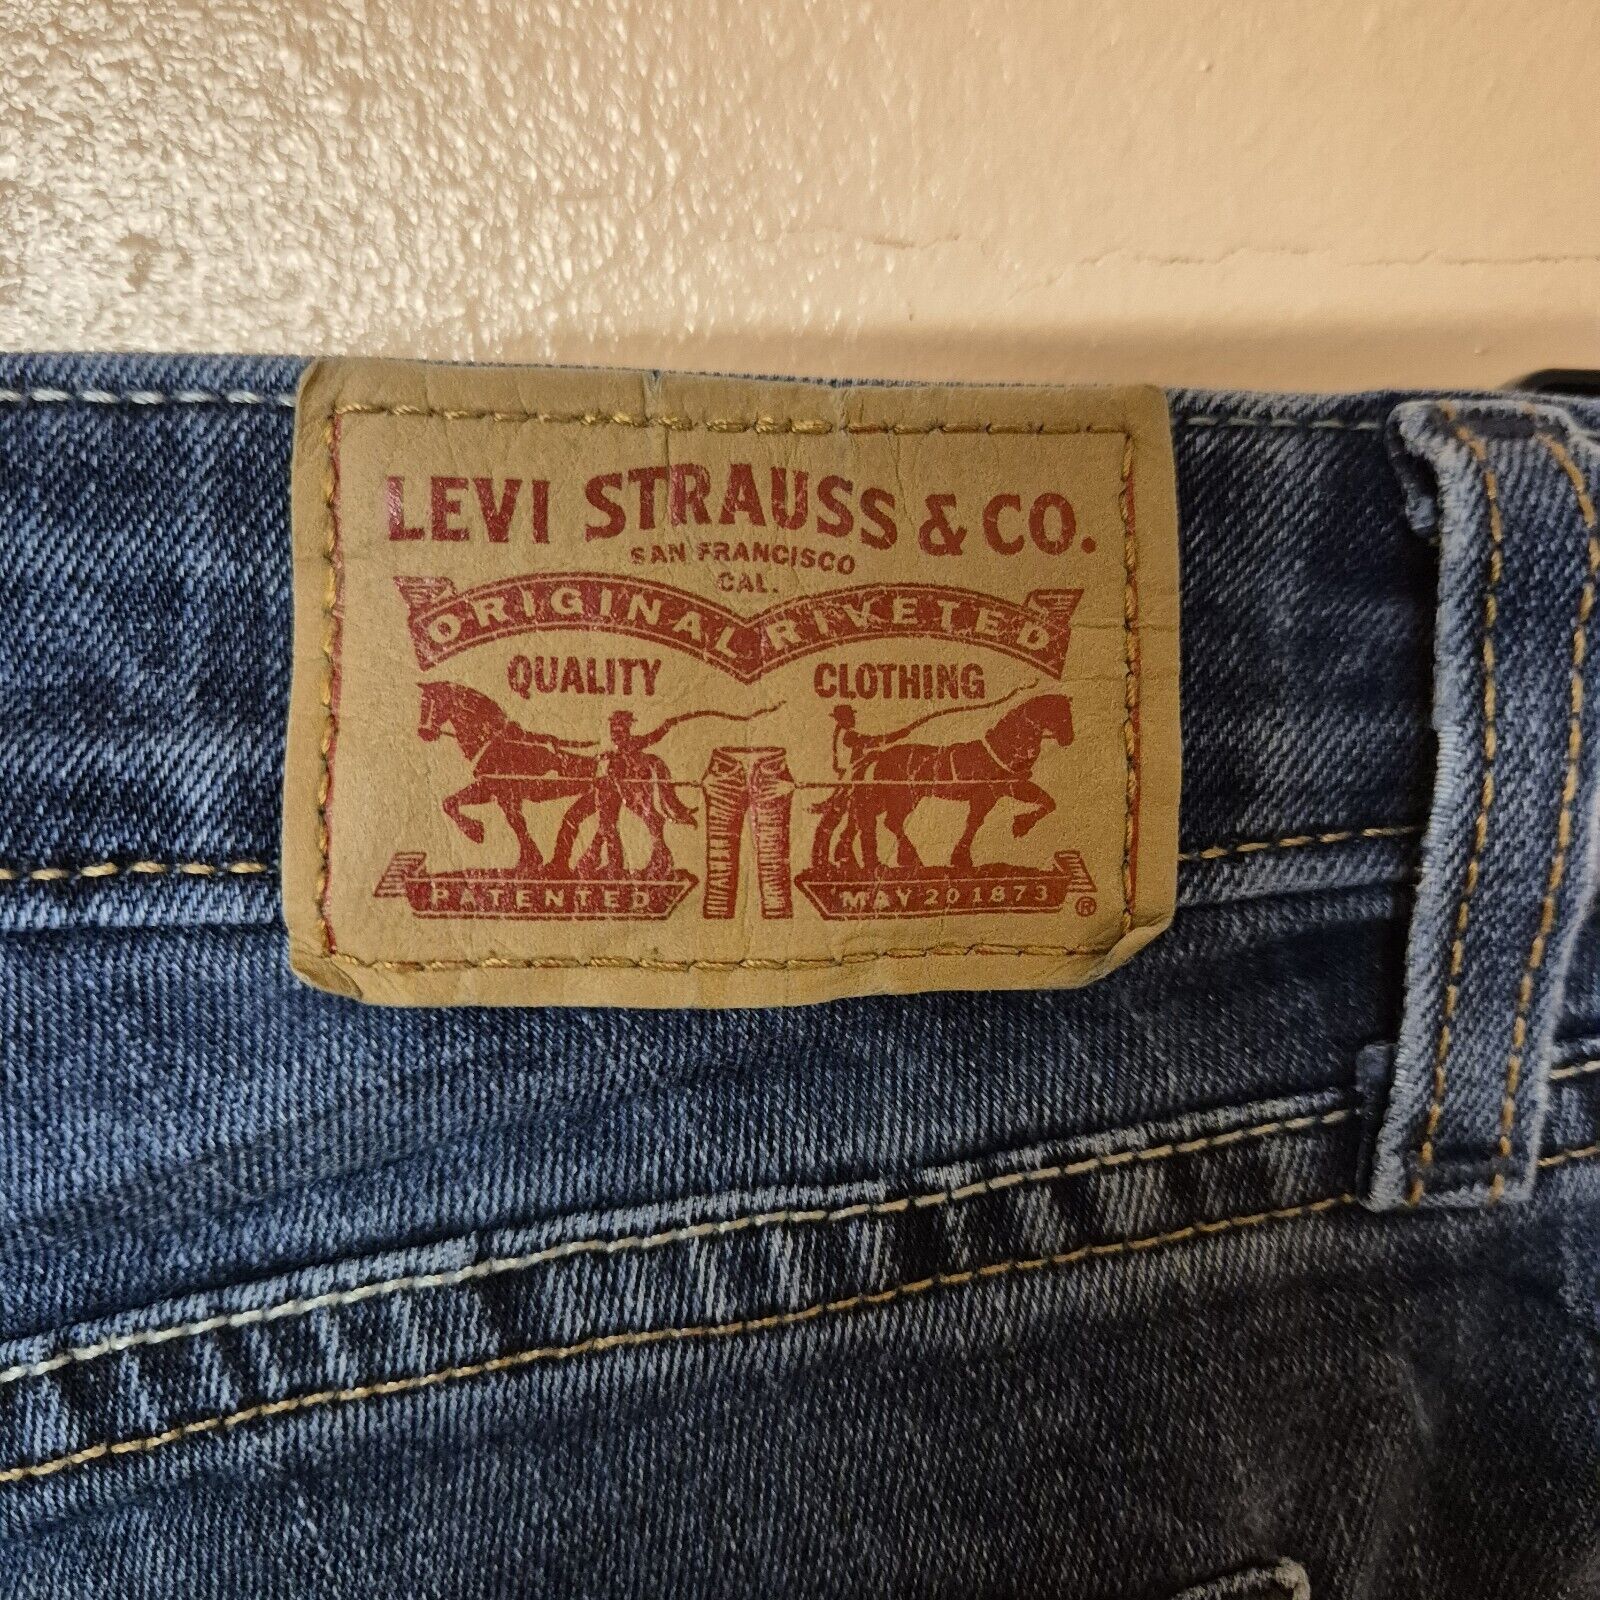 LEVI STRAUSS & CO.
SAN FRANCISCO
CAL.
ORIGINAL RIVETED
QUALITY CLOTHING
PATENTED MAY 20 1873 ®